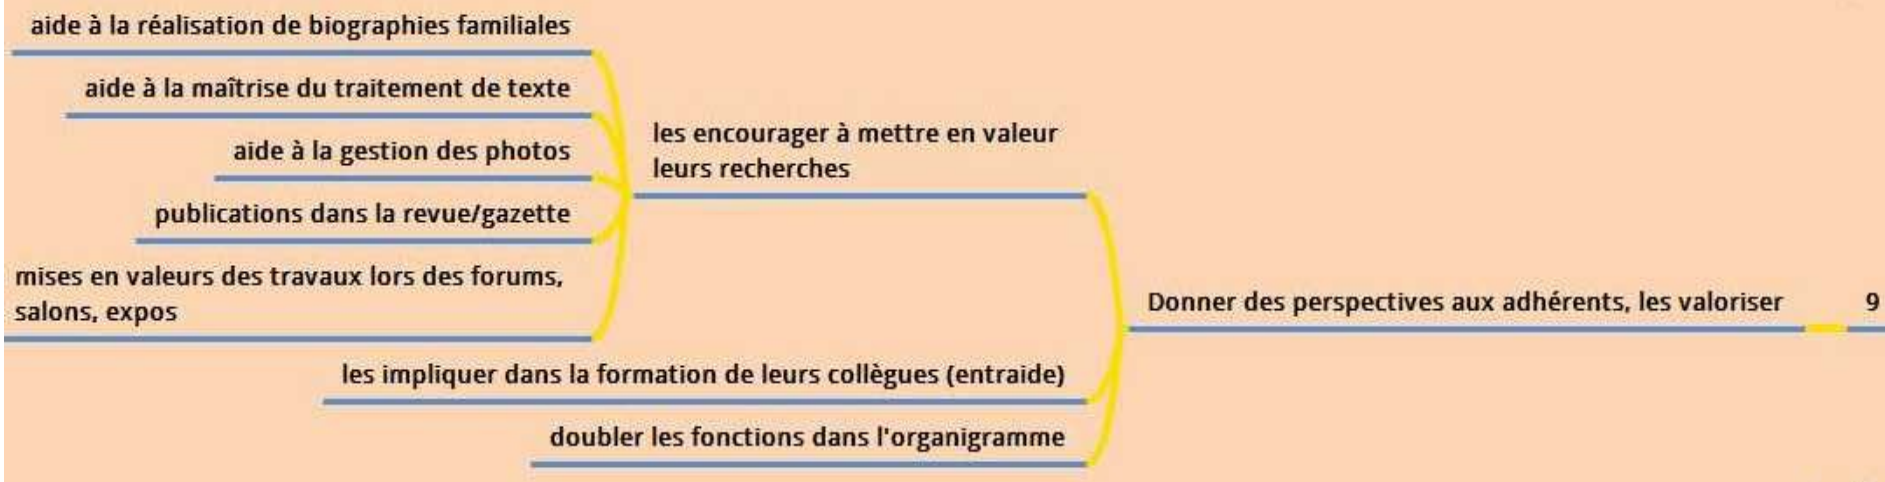 aide à la réalisation de biographies familiales
aide à la maîtrise du traitement de texte
aide à la gestion des photos
publications dans la revue/gazette
mises en valeurs des travaux lors des forums,
salons, expos
les encourager à mettre en valeur
leurs recherches
les impliquer dans la formation de leurs collègues (entraide)
doubler les fonctions dans l'organigramme
Donner des perspectives aux adhérents, les valoriser
9